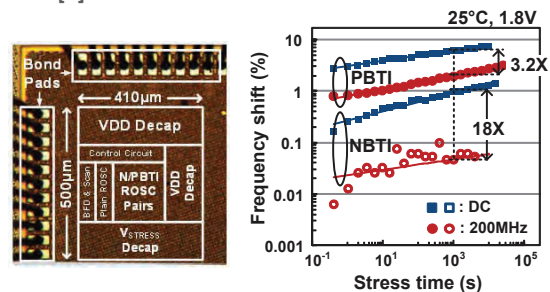 Bond
Pads
410µm
500µm
VDD Decap
Control Circuit
BFD & Scan
Plain ROSC
N/PBTI
ROSC
Pairs
VDD
Decap
VSTRESS
Decap
25°C, 1.8V
Frequency shift (%)
10
1
0.1
0.01
0.001
PBTI
NBTI
3.2X
18X
: DC
: 200MHz
10⁻¹ 10¹ 10³ 10⁵
Stress time (s)